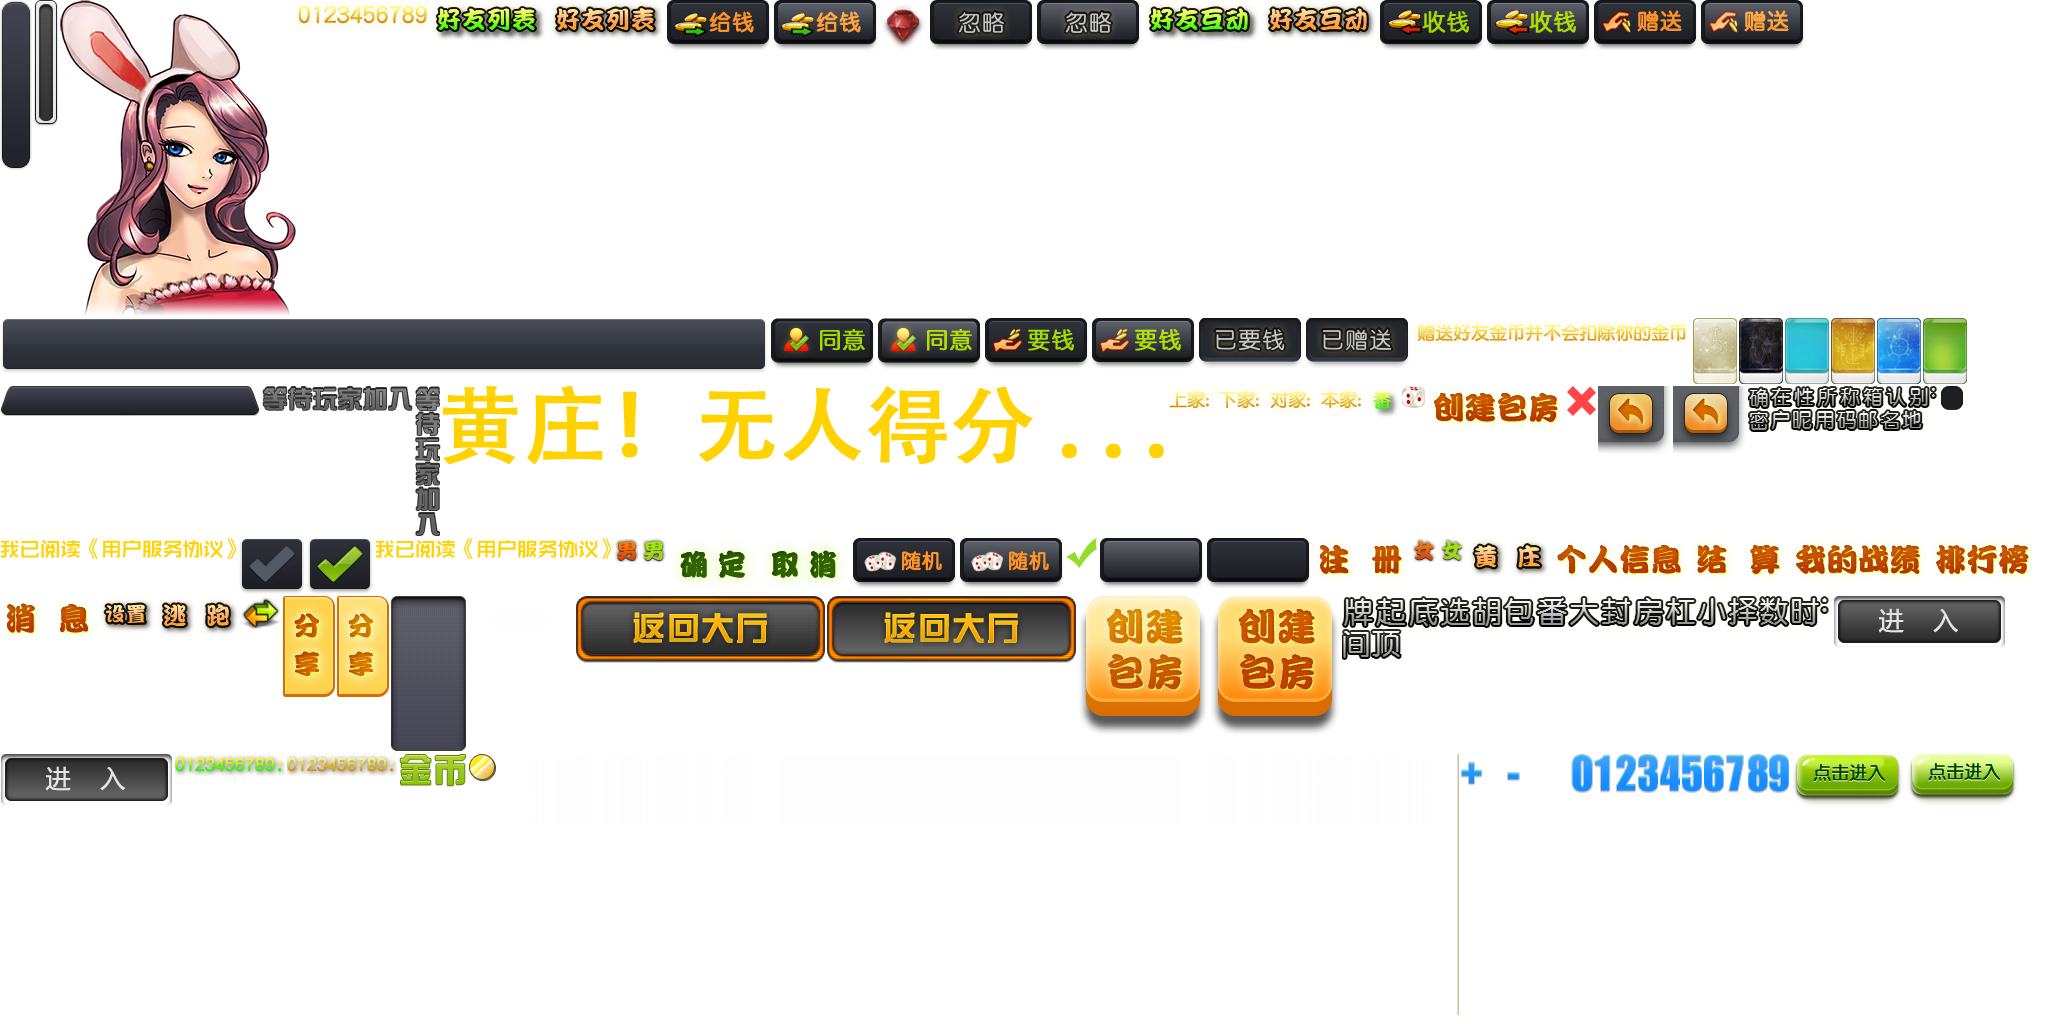 0123456789
好友列表
好友列表
给钱
给钱
忽略
忽略
好友互动
好友互动
收钱
收钱
赠送
赠送
同意
同意
要钱
要钱
已要钱
已赠送
赠送好友金币并不会扣除你的金币
等待玩家加入
等待玩家加入
黄庄！无人得分...
上家:
下家:
对家:
本家:
番
创建包房
确在性所称箱认别:
密户昵用码邮名地
我已阅读《用户服务协议》
我已阅读《用户服务协议》
男
男
确定
取消
随机
随机
注册
女
女
黄庄
个人信息
结算
我的战绩
排行榜
消息
设置
逃跑
分享
分享
返回大厅
返回大厅
创建
包房
创建
包房
牌起底选胡包番大封房杠小择数时:
间顶
进入
进入
0123456789:
0123456789:
金币
+ -
0123456789
点击进入
点击进入